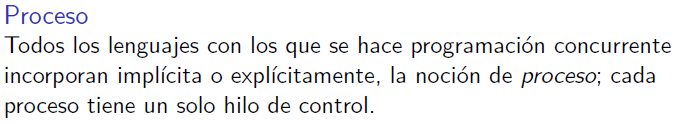 Proceso
Todos los lenguajes con los que se hace programación concurrente
incorporan implícita o explícitamente, la noción de proceso; cada
proceso tiene un solo hilo de control.